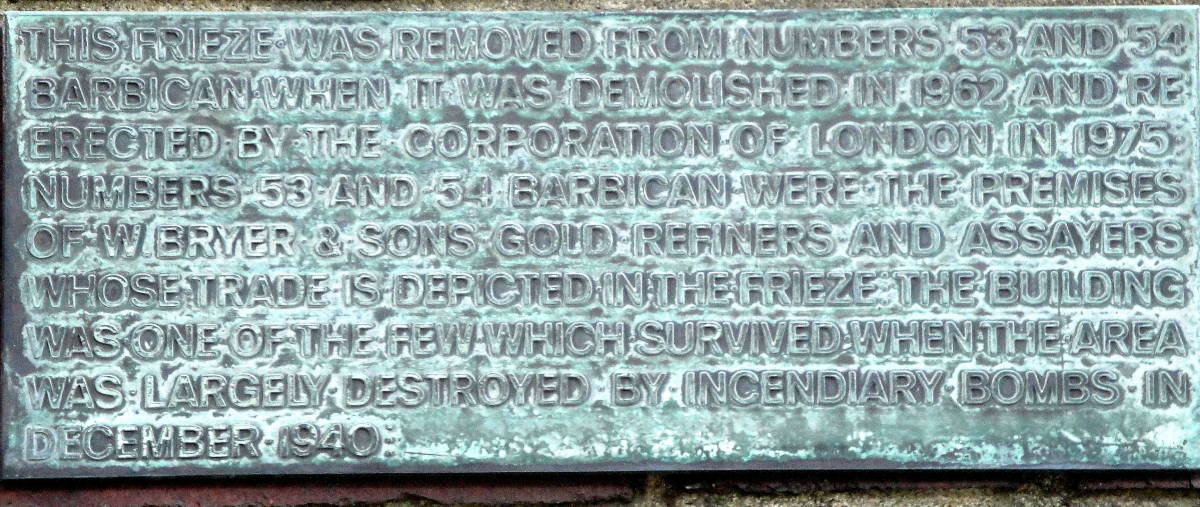 THIS·FRIEZE·WAS·REMOVED·FROM·NUMBERS·53·AND·54
BARBICAN·WHEN·IT·WAS·DEMOLISHED·IN·1962·AND·RE
ERECTED·BY·THE·CORPORATION·OF·LONDON·IN·1975·
NUMBERS·53·AND·54·BARBICAN·WERE·THE·PREMISES
OF·W.BRYER·&·SONS·GOLD·REFINERS·AND·ASSAYERS
WHOSE·TRADE·IS·DEPICTED·IN·THE·FRIEZE·THE·BUILDING
WAS·ONE·OF·THE·FEW·WHICH·SURVIVED·WHEN·THE·AREA
WAS·LARGELY·DESTROYED·BY·INCENDIARY·BOMBS·IN
DECEMBER·1940·